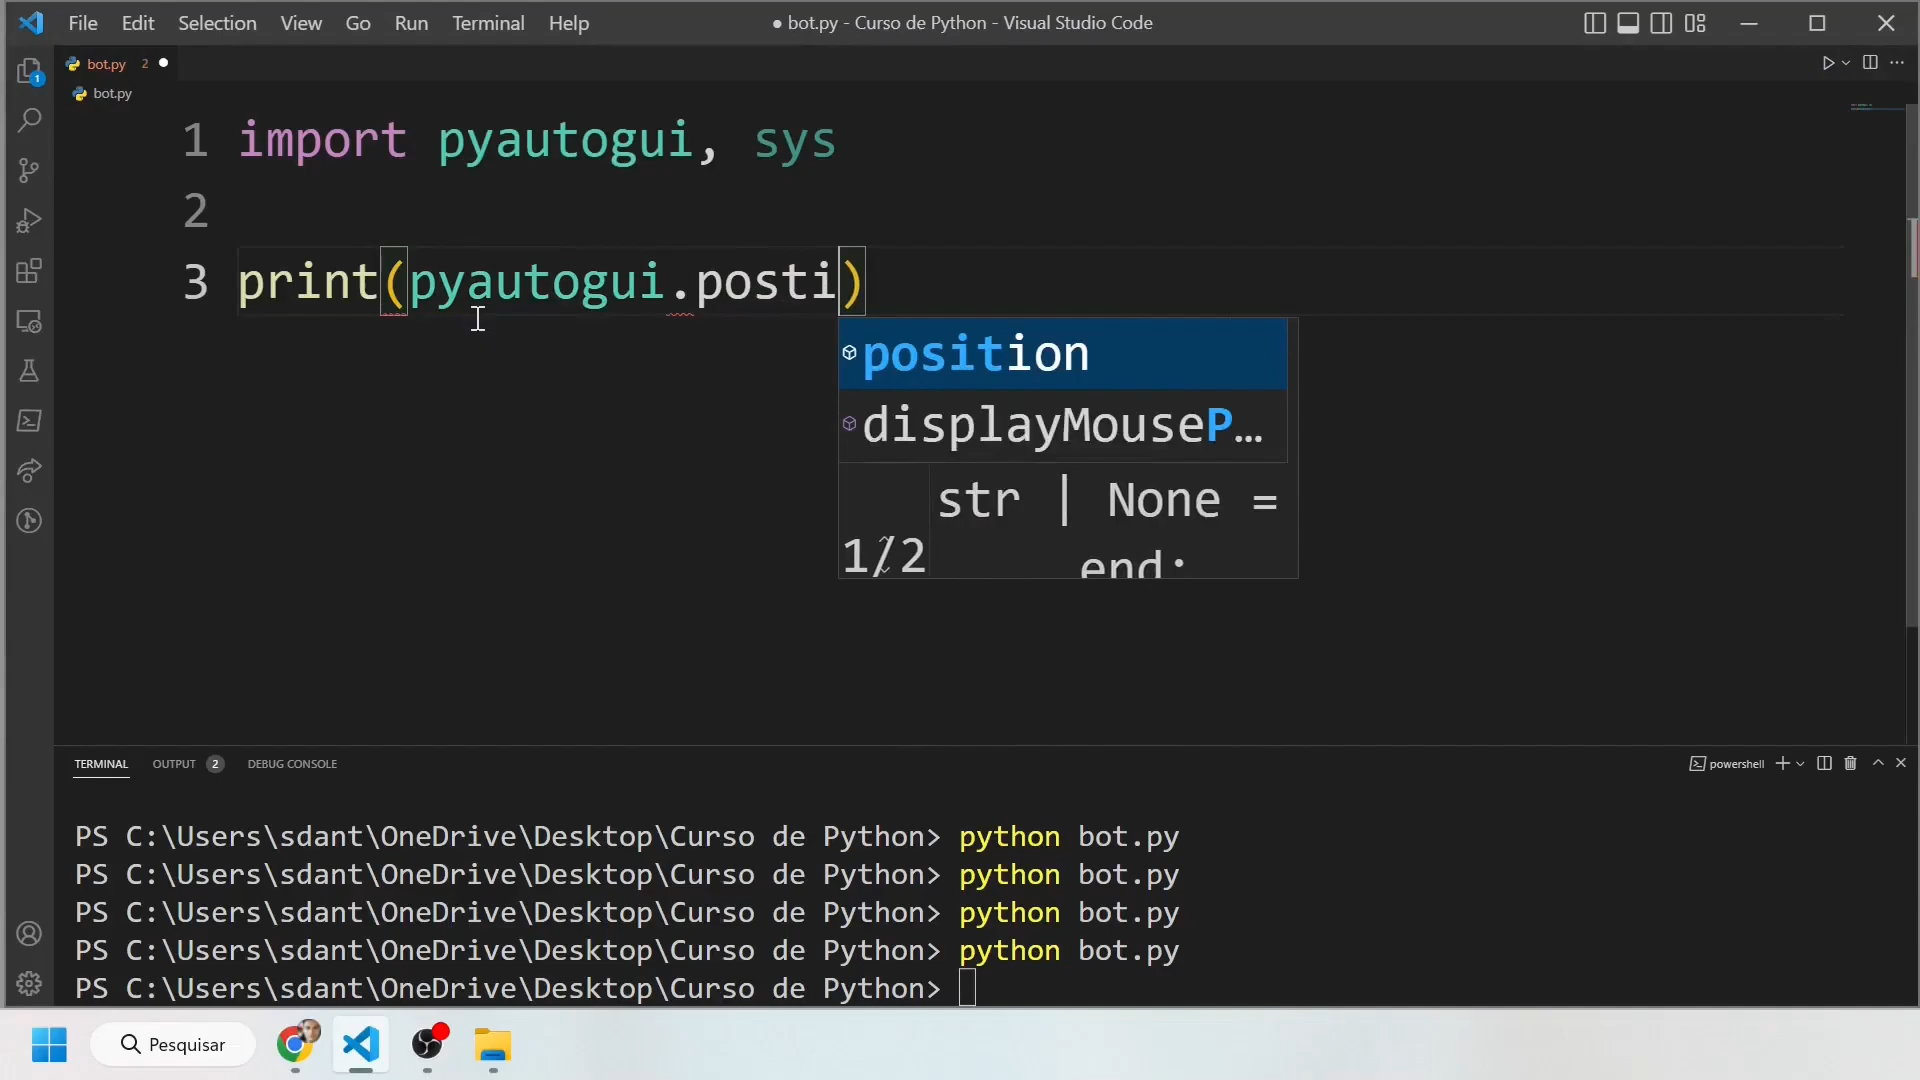 File Edit Selection View Go Run Terminal Help ● bot.py - Curso de Python - Visual Studio Code
bot.py 2
1
bot.py
1 import pyautogui, sys
2
3 print(pyautogui.posti)
position
displayMouseP...
str | None =
1/2 end:
TERMINAL OUTPUT 2 DEBUG CONSOLE powershell
PS C:\Users\sdant\OneDrive\Desktop\Curso de Python> python bot.py
PS C:\Users\sdant\OneDrive\Desktop\Curso de Python> python bot.py
PS C:\Users\sdant\OneDrive\Desktop\Curso de Python> python bot.py
PS C:\Users\sdant\OneDrive\Desktop\Curso de Python> python bot.py
PS C:\Users\sdant\OneDrive\Desktop\Curso de Python>
Pesquisar